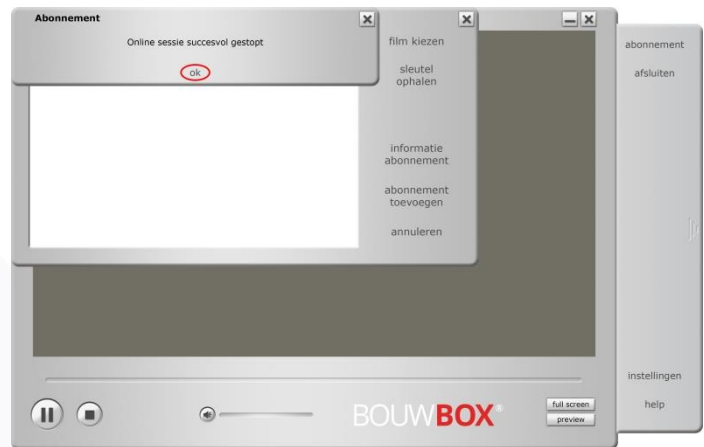 Abonnement
Online sessie succesvol gestopt
ok
film kiezen
sleutel
ophalen
informatie
abonnement
abonnement
toevoegen
annuleren
abonnement
afsluiten
instellingen
help
BOUWBOX®
full screen
preview